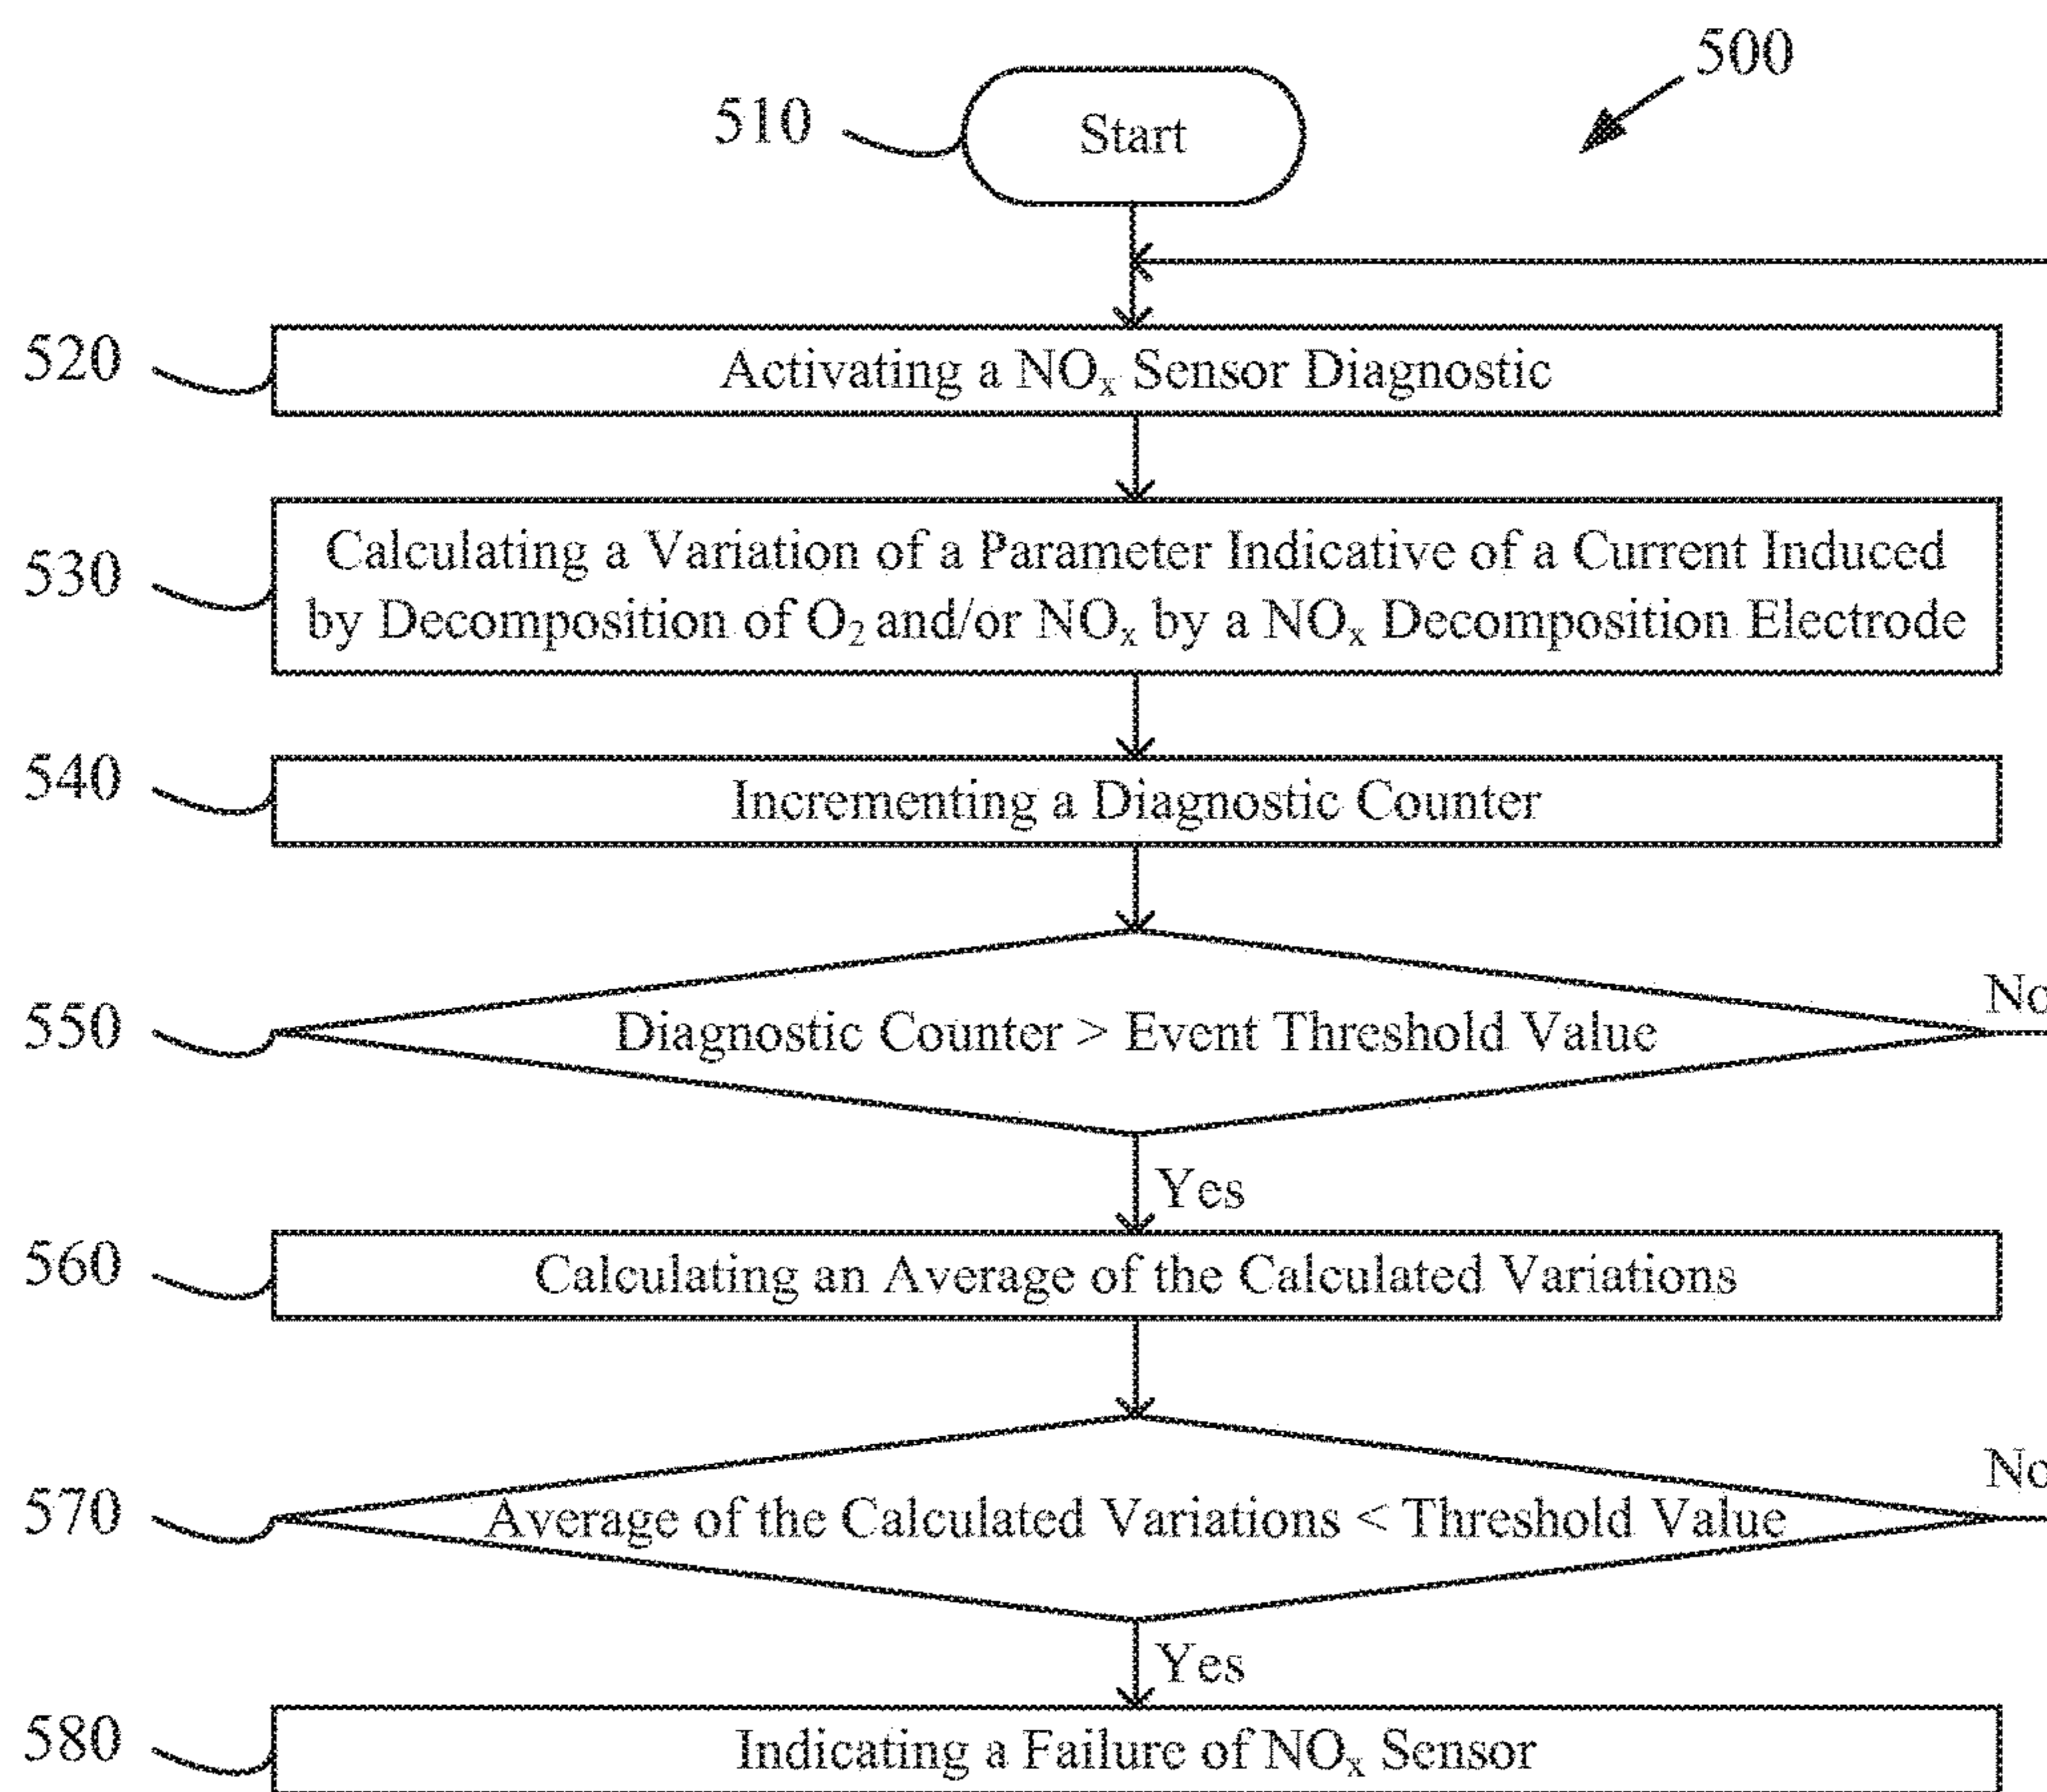 500
510
Start
520
Activating a NOₓ Sensor Diagnostic
530
Calculating a Variation of a Parameter Indicative of a Current Induced
by Decomposition of O₂ and/or NOₓ by a NOₓ Decomposition Electrode
540
Incrementing a Diagnostic Counter
No
550
Diagnostic Counter > Event Threshold Value
Yes
560
Calculating an Average of the Calculated Variations
No
570
Average of the Calculated Variations < Threshold Value
Yes
580
Indicating a Failure of NOₓ Sensor